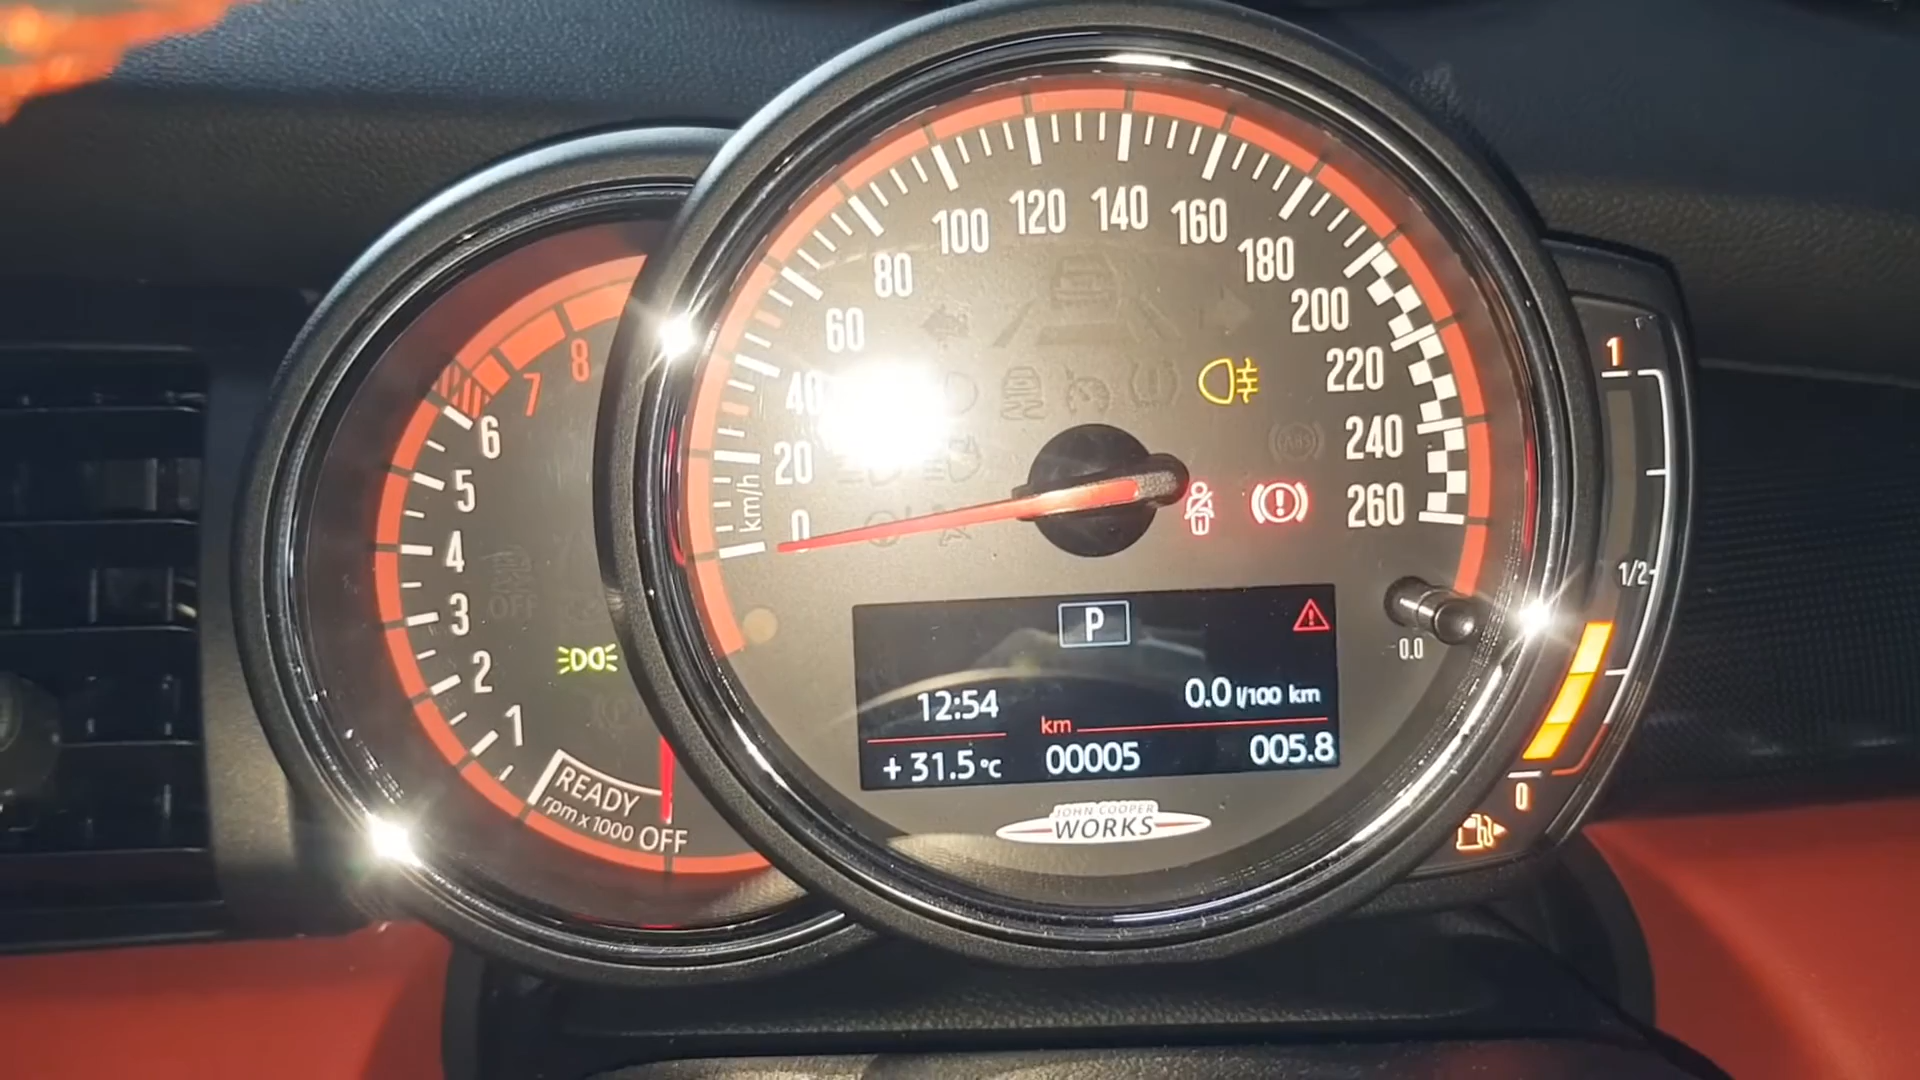 8
7
6
5
4
3
2
1
READY
rpm x 1000 OFF
OFF
0
20
40
60
80
100
120
140
160
180
200
220
240
260
km/h
(ABS)
P
12:54
0.0 l/100 km
km
+ 31.5 °C
00005
005.8
0.0
JOHN COOPER
WORKS
1
1/2
0